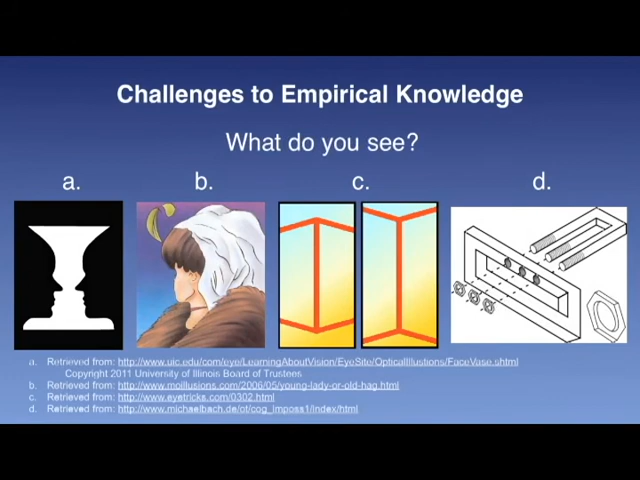 Challenges to Empirical Knowledge
What do you see?
a. b. c. d.
a. Retrieved from: http://www.uic.edu/com/eye/LearningAboutVision/EyeSite/OpticalIllustions/FaceVase.shtml
Copyright 2011 University of Illinois Board of Trustees
b. Retrieved from: http://www.moillusions.com/2006/05/young-lady-or-old-hag.html
c. Retrieved from: http://www.eyetricks.com/0302.html
d. Retrieved from: http://www.michaelbach.de/ot/cog_imposs1/index/html